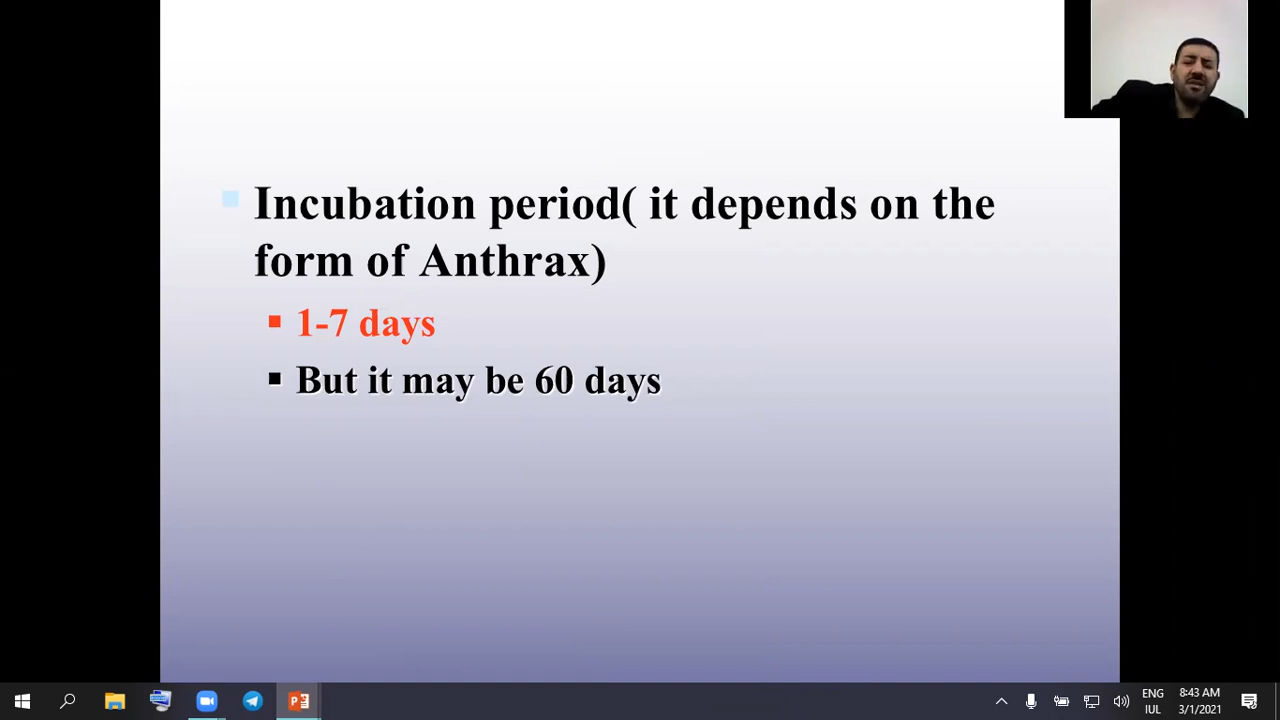 Incubation period( it depends on the
form of Anthrax)
1-7 days
But it may be 60 days
ENG
IUL
8:43 AM
3/1/2021